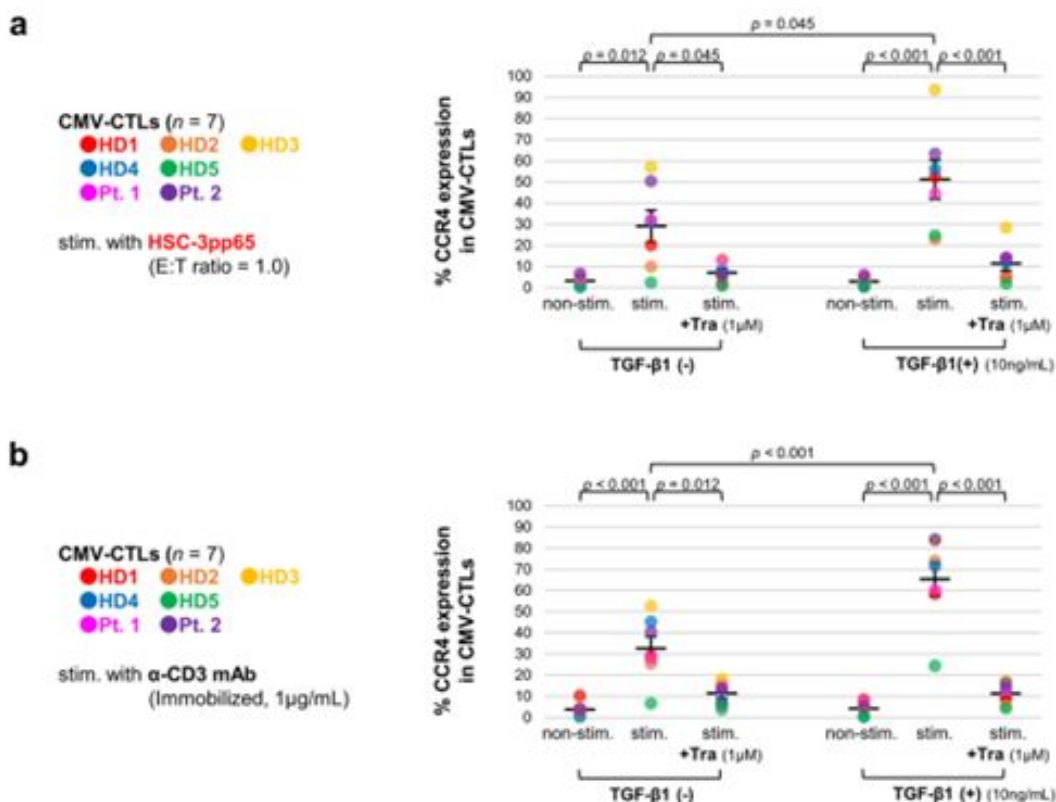 a
p = 0.045
p = 0.012 p = 0.045 p < 0.001 p < 0.001
CMV-CTLs (n = 7)
HD1 HD2 HD3
HD4 HD5
Pt. 1 Pt. 2
stim. with HSC-3pp65
(E:T ratio = 1.0)
% CCR4 expression
in CMV-CTLs
100
90
80
70
60
50
40
30
20
10
0
non-stim. stim. stim. non-stim. stim. stim.
+Tra (1μM) +Tra (1μM)
TGF-β1 (-) TGF-β1(+) (10ng/mL)
b
p < 0.001
p < 0.001 p = 0.012 p < 0.001 p < 0.001
CMV-CTLs (n = 7)
HD1 HD2 HD3
HD4 HD5
Pt. 1 Pt. 2
stim. with α-CD3 mAb
(Immobilized, 1μg/mL)
% CCR4 expression
in CMV-CTLs
100
90
80
70
60
50
40
30
20
10
0
non-stim. stim. stim. non-stim. stim. stim.
+Tra (1μM) +Tra (1μM)
TGF-β1 (-) TGF-β1 (+) (10ng/mL)